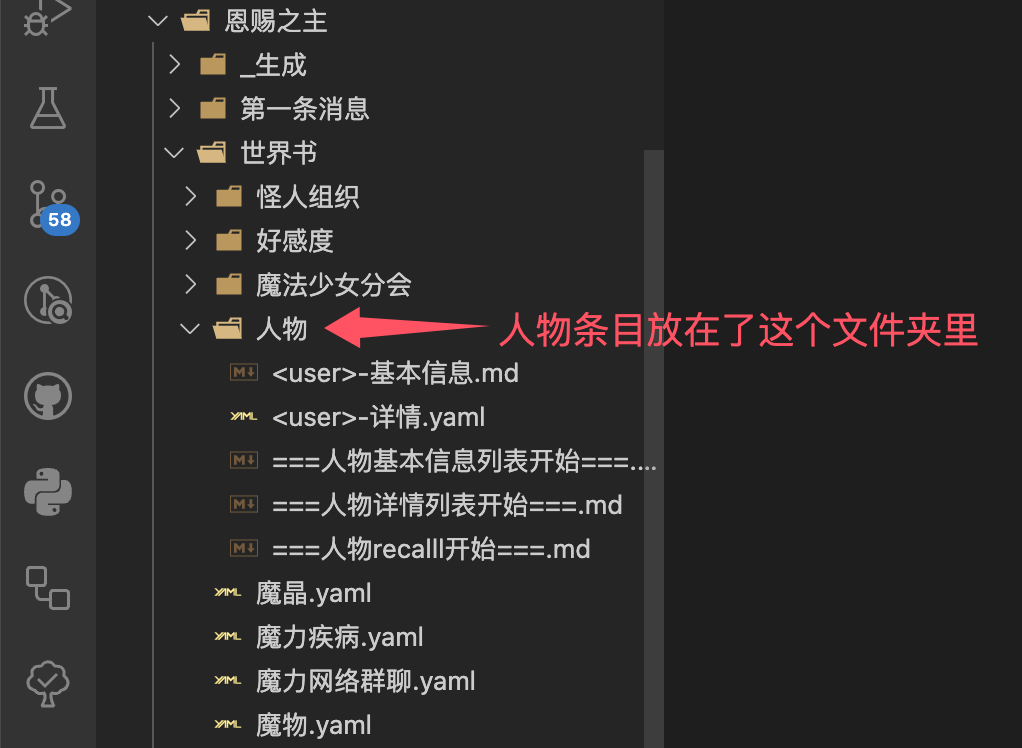 恩赐之主
_生成
第一条消息
世界书
58
怪人组织
好感度
魔法少女分会
人物
人物条目放在了这个文件夹里
M↓ <user>-基本信息.md
YAML <user>-详情.yaml
M↓ ===人物基本信息列表开始===....
M↓ ===人物详情列表开始===.md
M↓ ===人物recalll开始===.md
YAML 魔晶.yaml
YAML 魔力疾病.yaml
YAML 魔力网络群聊.yaml
YAML 魔物.yaml